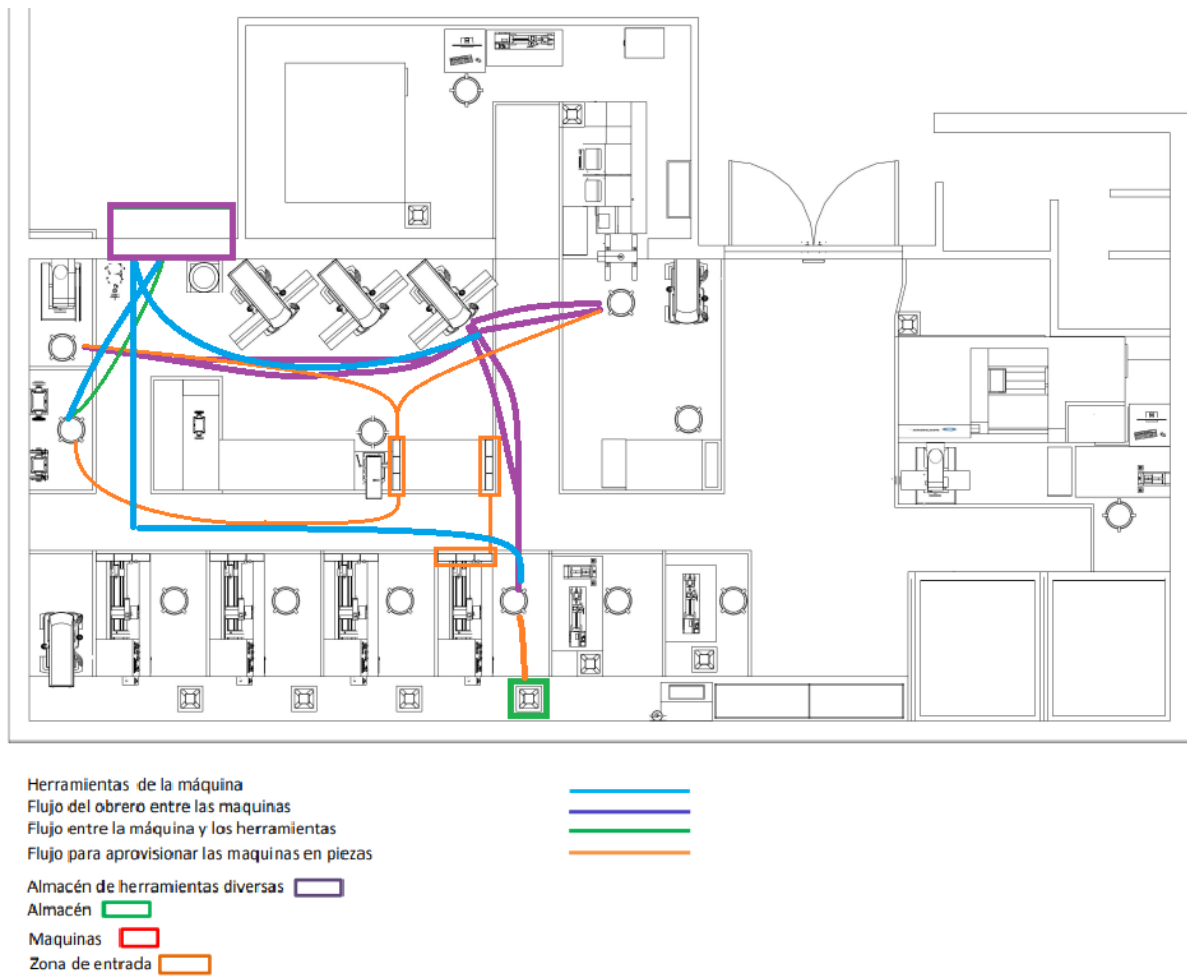 Herramientas de la máquina
Flujo del obrero entre las maquinas
Flujo entre la máquina y los herramientas
Flujo para aprovisionar las maquinas en piezas
Almacén de herramientas diversas
Almacén
Maquinas
Zona de entrada